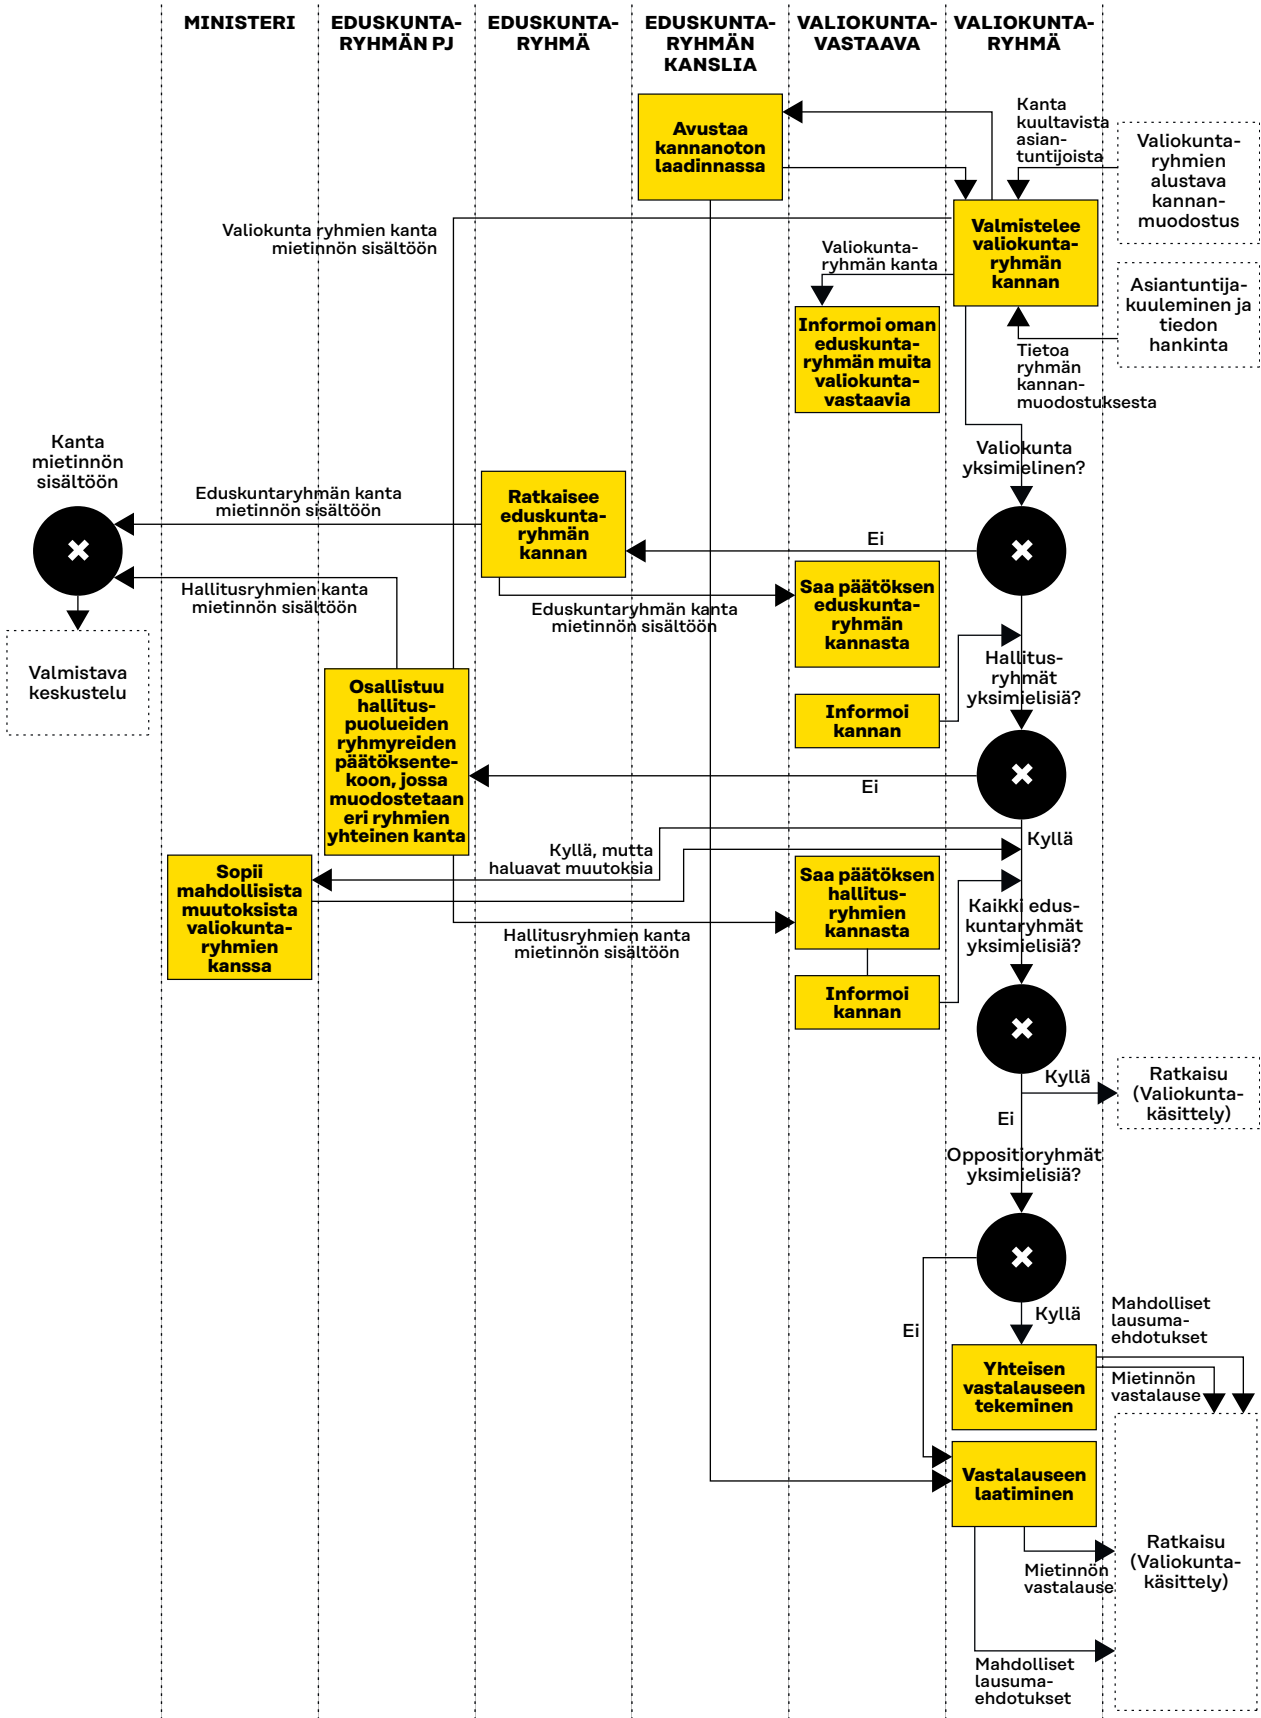 MINISTERI
EDUSKUNTA-
RYHMÄN PJ
EDUSKUNTA-
RYHMÄ
EDUSKUNTA-
RYHMÄN
KANSLIA
VALIOKUNTA-
VASTAAVA
VALIOKUNTA-
RYHMÄ
Avustaa
kannanoton
laadinnassa
Kanta
kuultavista
asian-
tuntijoista
Valiokunta-
ryhmien
alustava
kannan-
muodostus
Valiokunta ryhmien kanta
mietinnön sisältöön
Valiokunta-
ryhmän kanta
Valmistelee
valiokunta-
ryhmän
kannan
Asiantuntija-
kuuleminen ja
tiedon
hankinta
Informoi oman
eduskunta-
ryhmän muita
valiokunta-
vastaavia
Tietoa
ryhmän
kannan-
muodostuksesta
Kanta
mietinnön
sisältöön
Valiokunta
yksimielinen?
Eduskuntaryhmän kanta
mietinnön sisältöön
Ratkaisee
eduskunta-
ryhmän
kannan
Ei
Hallitusryhmien kanta
mietinnön sisältöön
Eduskuntaryhmän kanta
mietinnön sisältöön
Saa päätöksen
eduskunta-
ryhmän
kannasta
Valmistava
keskustelu
Hallitus-
ryhmät
yksimielisiä?
Osallistuu
hallitus-
puolueiden
ryhmyreiden
päätöksente-
koon, jossa
muodostetaan
eri ryhmien
yhteinen kanta
Informoi
kannan
Ei
Kyllä
Kyllä, mutta
haluavat muutoksia
Sopii
mahdollisista
muutoksista
valiokunta-
ryhmien
kanssa
Saa päätöksen
hallitus-
ryhmien
kannasta
Kaikki edus-
kuntaryhmät
yksimielisiä?
Hallitusryhmien kanta
mietinnön sisältöön
Informoi
kannan
Kyllä
Ratkaisu
(Valiokunta-
käsittely)
Ei
Oppositioryhmät
yksimielisiä?
Kyllä
Ei
Mahdolliset
lausuma-
ehdotukset
Yhteisen
vastalauseen
tekeminen
Mietinnön
vastalause
Vastalauseen
laatiminen
Ratkaisu
(Valiokunta-
käsittely)
Mietinnön
vastalause
Mahdolliset
lausuma-
ehdotukset